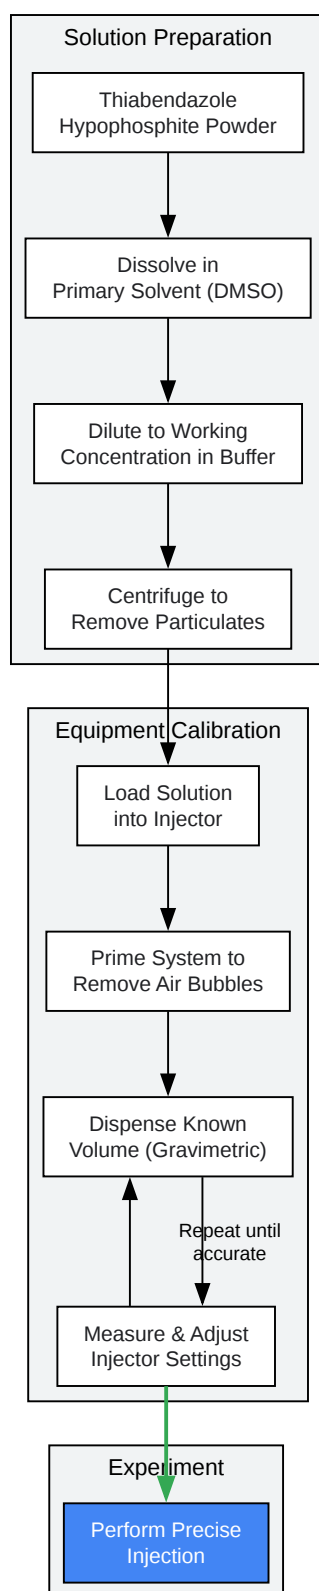 Solution Preparation
Thiabendazole
Hypophosphite Powder
Dissolve in
Primary Solvent (DMSO)
Dilute to Working
Concentration in Buffer
Centrifuge to
Remove Particulates
Equipment Calibration
Load Solution
into Injector
Prime System to
Remove Air Bubbles
Dispense Known
Volume (Gravimetric)
Repeat until
accurate
Measure & Adjust
Injector Settings
Experiment
Perform Precise
Injection